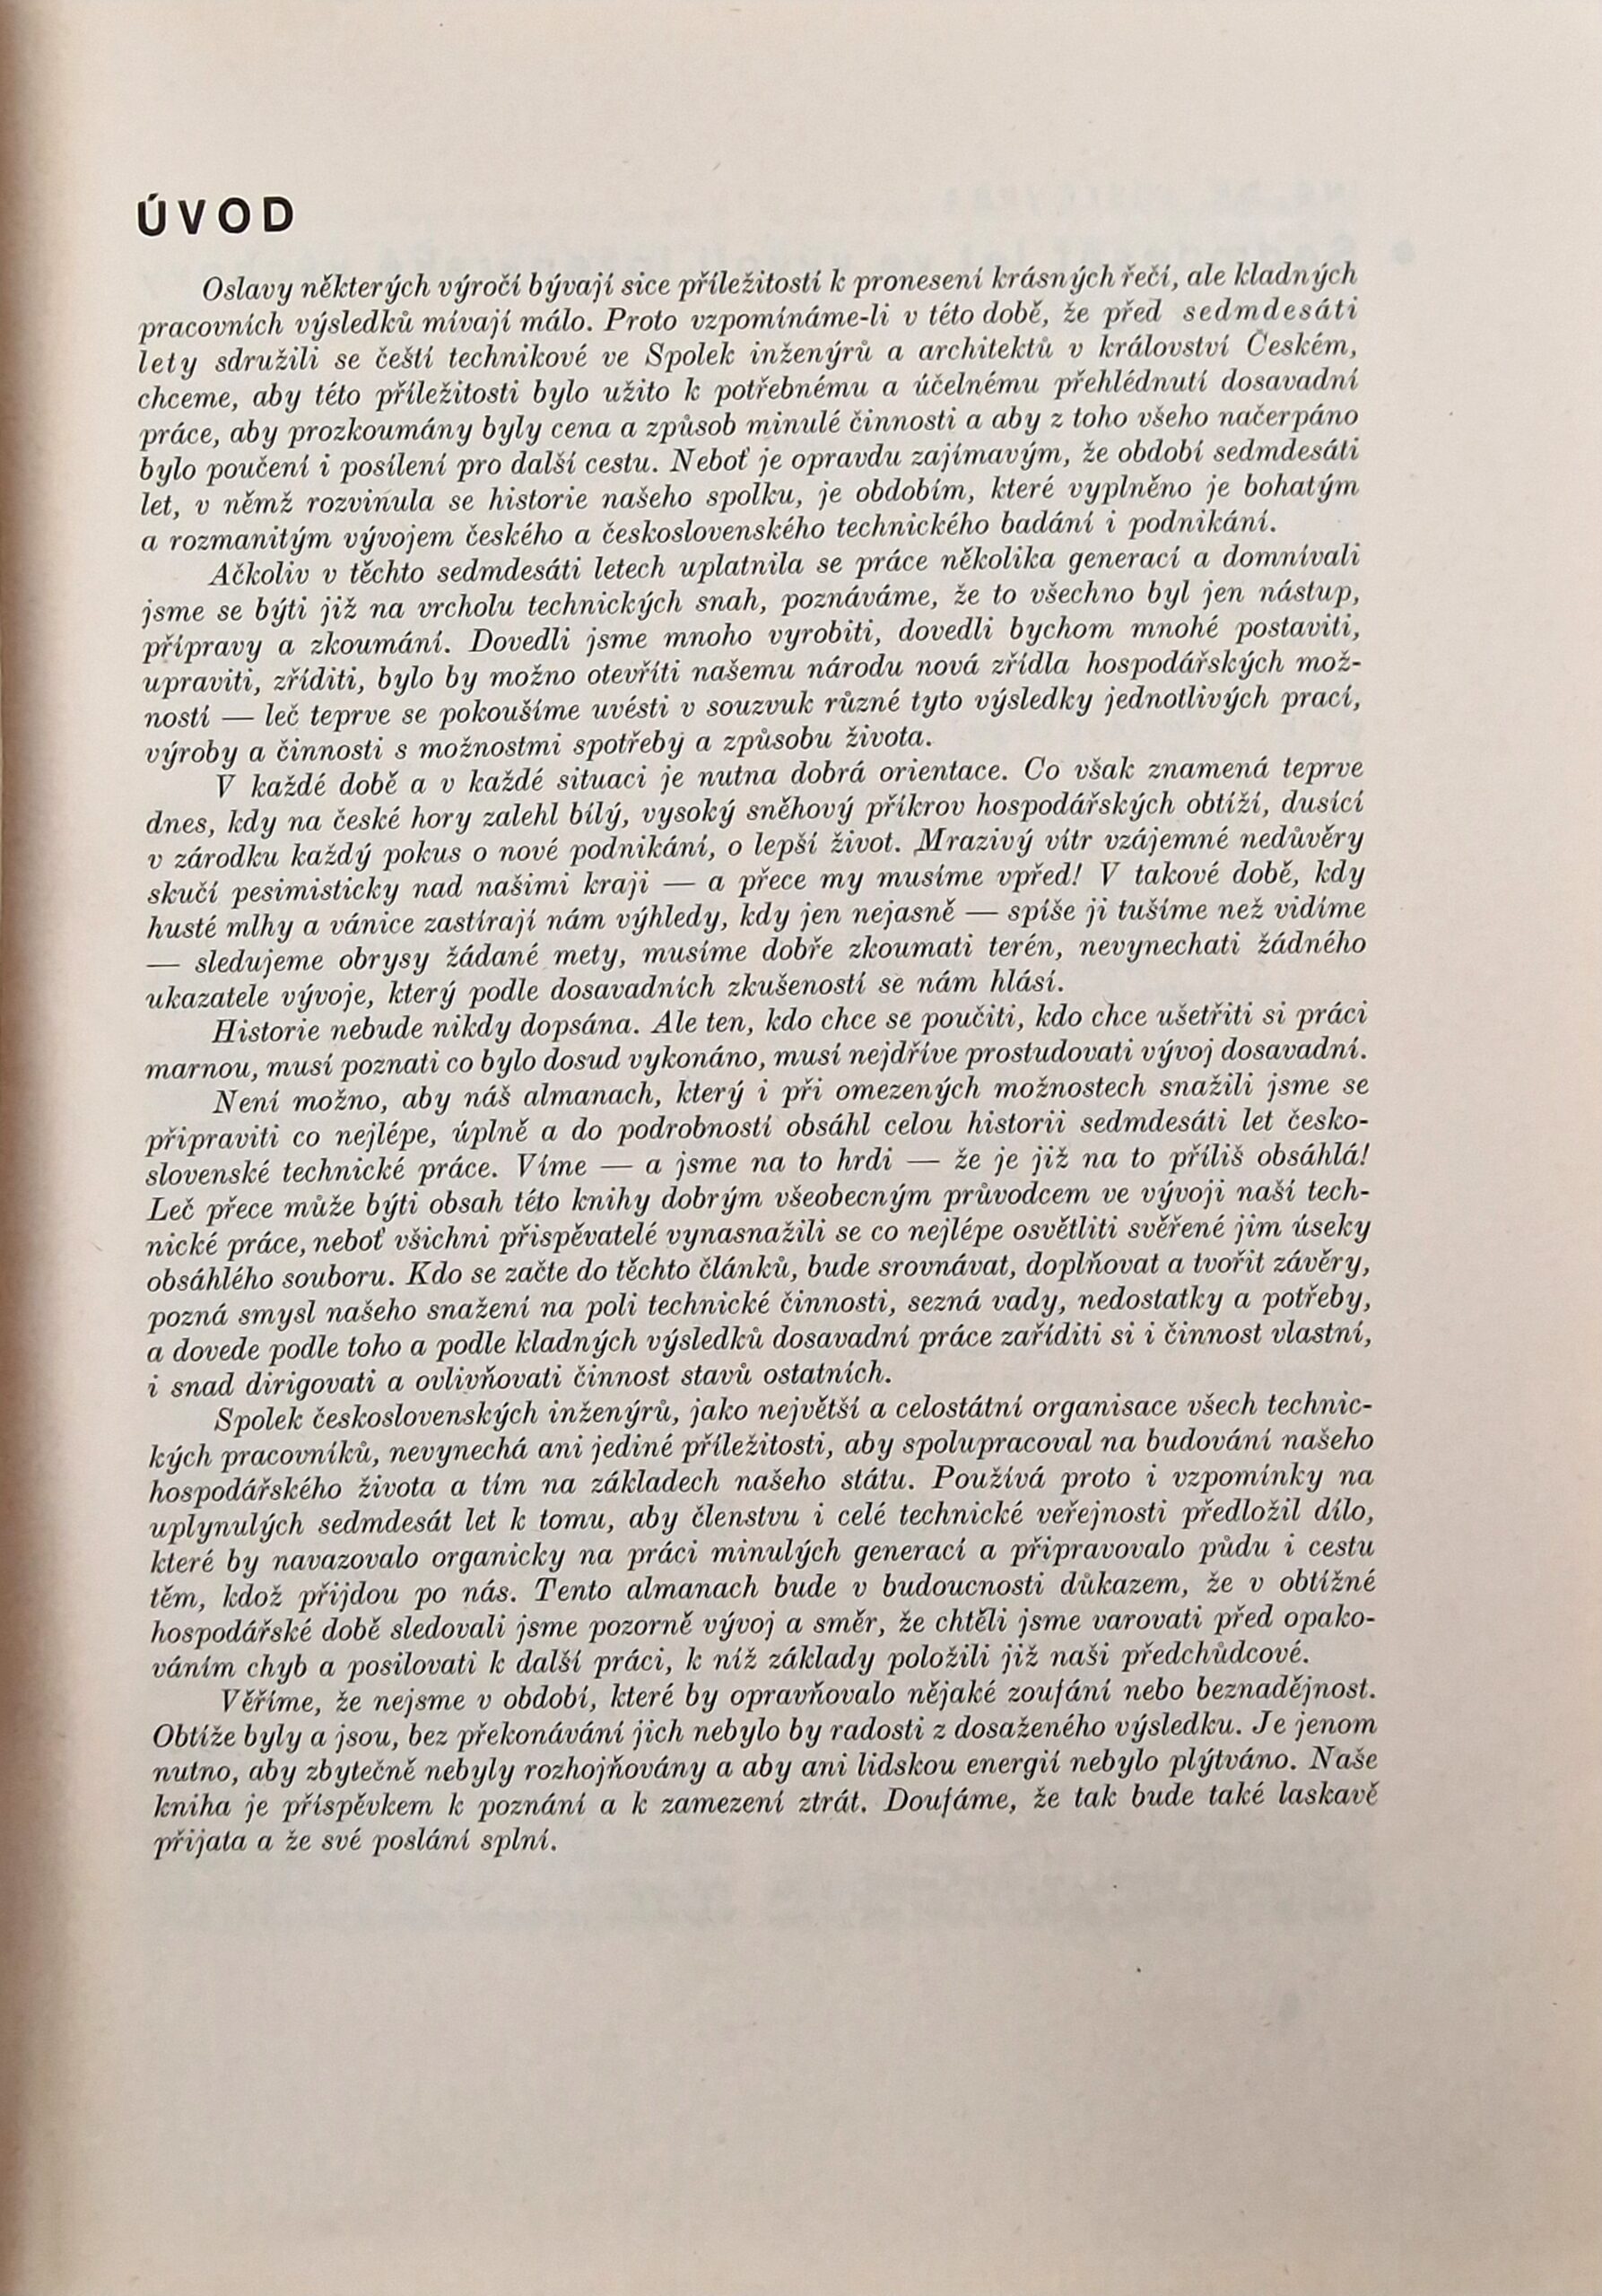 ÚVOD
Oslavy některých výročí bývají sice příležitostí k pronesení krásných řečí, ale kladných
pracovních výsledků mívají málo. Proto vzpomínáme-li v této době, že před sedmdesáti
lety sdružili se čeští technikové ve Spolek inženýrů a architektů v království Českém,
chceme, aby této příležitosti bylo užito k potřebnému a účelnému přehlédnutí dosavadní
práce, aby prozkoumány byly cena a způsob minulé činnosti a aby z toho všeho načerpáno
bylo poučení i posílení pro další cestu. Neboť je opravdu zajímavým, že období sedmdesáti
let, v němž rozvinula se historie našeho spolku, je obdobím, které vyplněno je bohatým
a rozmanitým vývojem českého a československého technického badání i podnikání.
Ačkoliv v těchto sedmdesáti letech uplatnila se práce několika generací a domnívali
jsme se býti již na vrcholu technických snah, poznáváme, že to všechno byl jen nástup,
přípravy a zkoumání. Dovedli jsme mnoho vyrobiti, dovedli bychom mnohé postaviti,
upraviti, zříditi, bylo by možno otevříti našemu národu nová zřídla hospodářských mož-
ností — leč teprve se pokoušíme uvésti v souzvuk různé tyto výsledky jednotlivých prací,
výroby a činnosti s možnostmi spotřeby a způsobu života.
V každé době a v každé situaci je nutna dobrá orientace. Co však znamená teprve
dnes, kdy na české hory zalehl bílý, vysoký sněhový příkrov hospodářských obtíží, dusící
v zárodku každý pokus o nové podnikání, o lepší život. Mrazivý vítr vzájemné nedůvěry
skučí pesimisticky nad našimi kraji — a přece my musíme vpřed! V takové době, kdy
husté mlhy a vánice zastírají nám výhledy, kdy jen nejasně — spíše ji tušíme než vidíme
— sledujeme obrysy žádané mety, musíme dobře zkoumati terén, nevynechati žádného
ukazatele vývoje, který podle dosavadních zkušeností se nám hlásí.
Historie nebude nikdy dopsána. Ale ten, kdo chce se poučiti, kdo chce ušetřiti si práci
marnou, musí poznati co bylo dosud vykonáno, musí nejdříve prostudovati vývoj dosavadní.
Není možno, aby náš almanach, který i při omezených možnostech snažili jsme se
připraviti co nejlépe, úplně a do podrobností obsáhl celou historii sedmdesáti let česko-
slovenské technické práce. Víme — a jsme na to hrdi — že je již na to příliš obsáhlá!
Leč přece může býti obsah této knihy dobrým všeobecným průvodcem ve vývoji naší tech-
nické práce, neboť všichni přispěvatelé vynasnažili se co nejlépe osvětliti svěřené jim úseky
obsáhlého souboru. Kdo se začte do těchto článků, bude srovnávat, doplňovat a tvořit závěry,
pozná smysl našeho snažení na poli technické činnosti, sezná vady, nedostatky a potřeby,
a dovede podle toho a podle kladných výsledků dosavadní práce zaříditi si i činnost vlastní,
i snad dirigovati a ovlivňovati činnost stavů ostatních.
Spolek československých inženýrů, jako největší a celostátní organisace všech technic-
kých pracovníků, nevynechá ani jediné příležitosti, aby spolupracoval na budování našeho
hospodářského života a tím na základech našeho státu. Používá proto i vzpomínky na
uplynulých sedmdesát let k tomu, aby členstvu i celé technické veřejnosti předložil dílo,
které by navazovalo organicky na práci minulých generací a připravovalo půdu i cestu
těm, kdož přijdou po nás. Tento almanach bude v budoucnosti důkazem, že v obtížné
hospodářské době sledovali jsme pozorně vývoj a směr, že chtěli jsme varovati před opako-
váním chyb a posilovati k další práci, k níž základy položili již naši předchůdcové.
Věříme, že nejsme v období, které by opravňovalo nějaké zoufání nebo beznadějnost.
Obtíže byly a jsou, bez překonávání jich nebylo by radosti z dosaženého výsledku. Je jenom
nutno, aby zbytečně nebyly rozhojňovány a aby ani lidskou energií nebylo plýtváno. Naše
kniha je příspěvkem k poznání a k zamezení ztrát. Doufáme, že tak bude také laskavě
přijata a že své poslání splní.